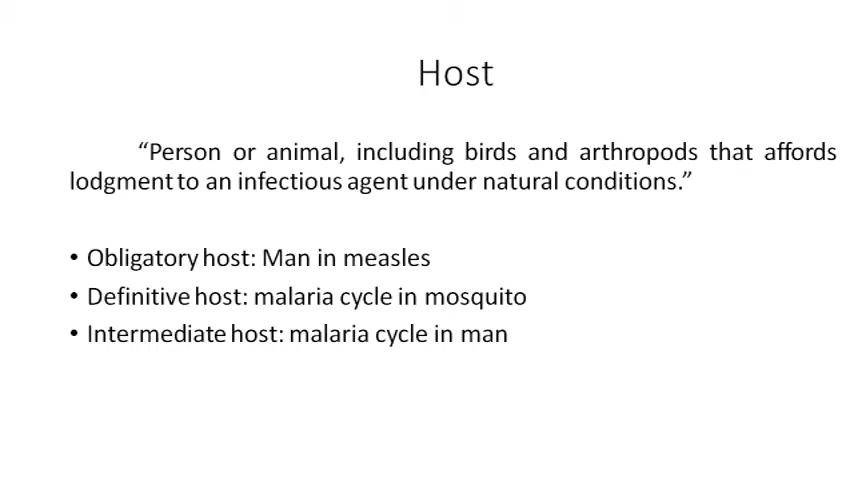 Host
“Person or animal, including birds and arthropods that affords
lodgment to an infectious agent under natural conditions.”
• Obligatory host: Man in measles
• Definitive host: malaria cycle in mosquito
• Intermediate host: malaria cycle in man